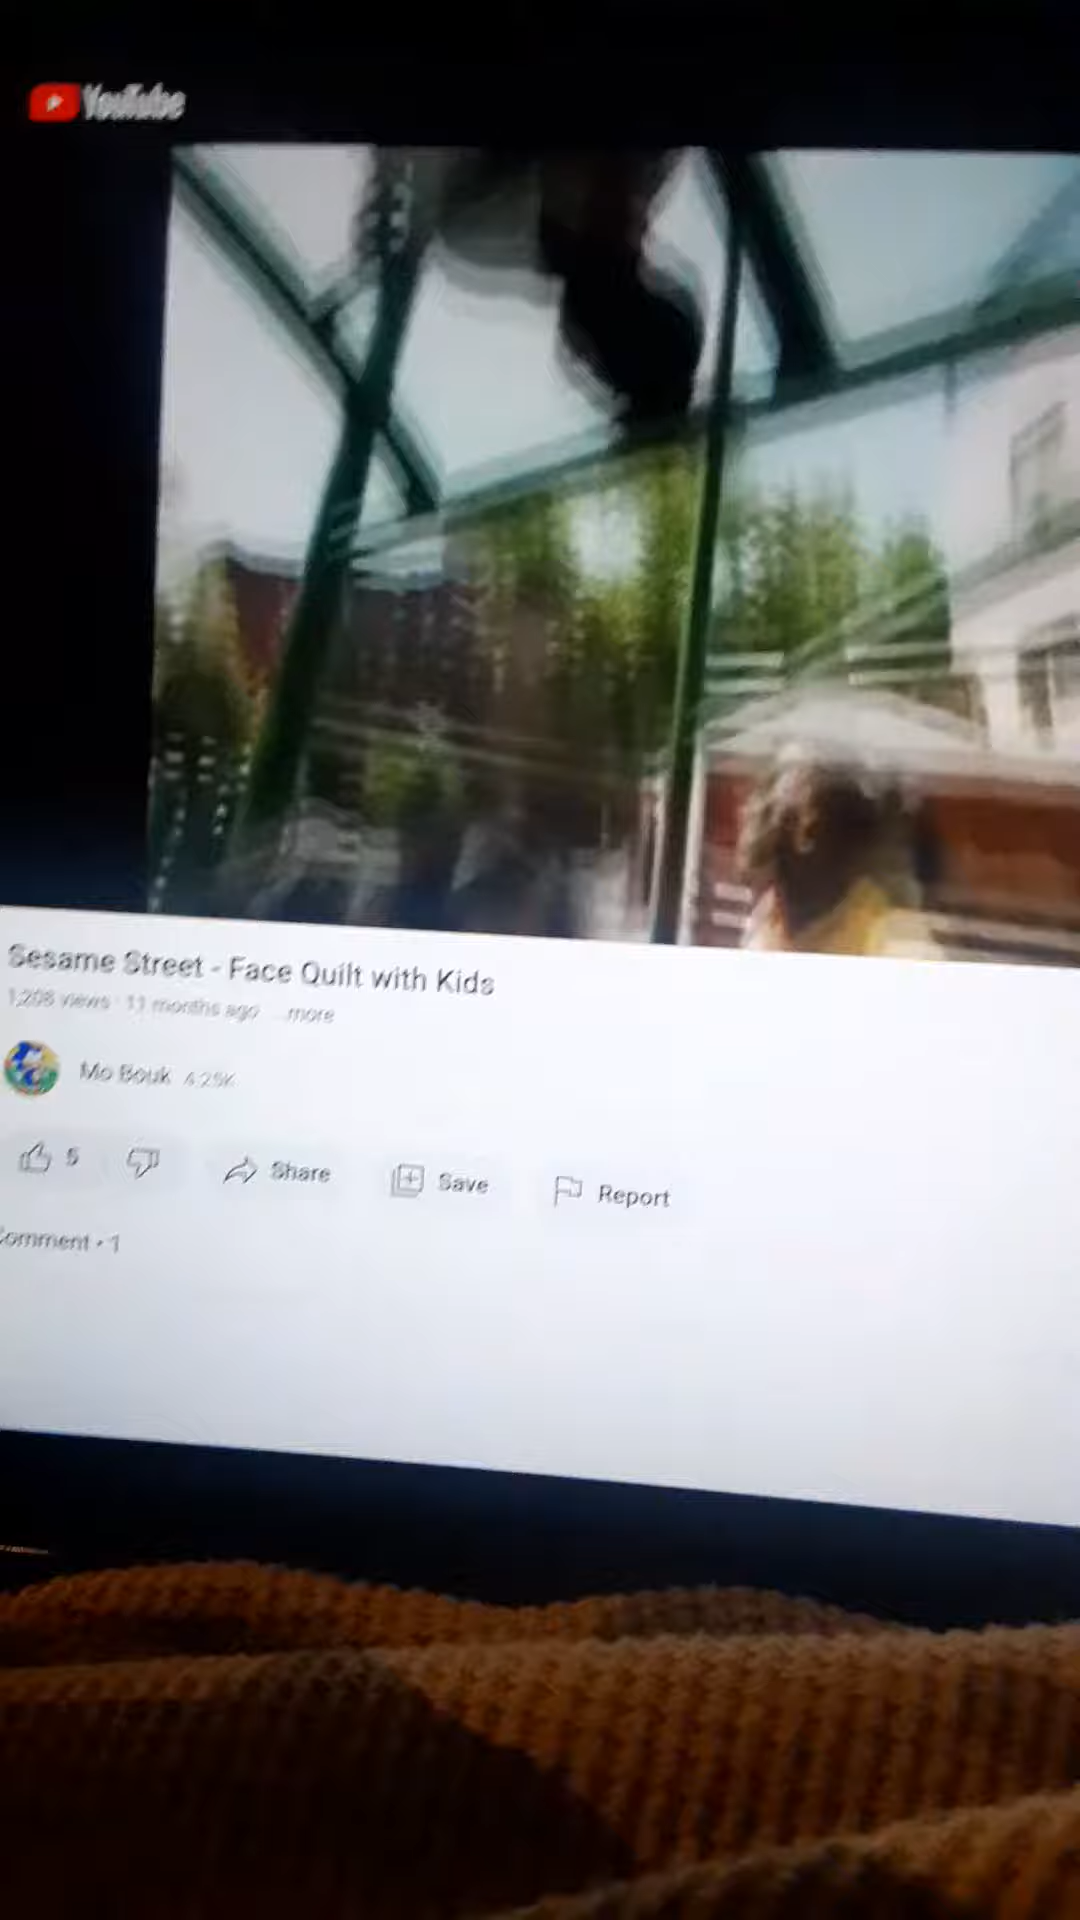 YouTube
Sesame Street - Face Quilt with Kids
1,208 views · 11 months ago ...more
Mo Bouk 4.25K
5
Share
Save
Report
Comment • 1